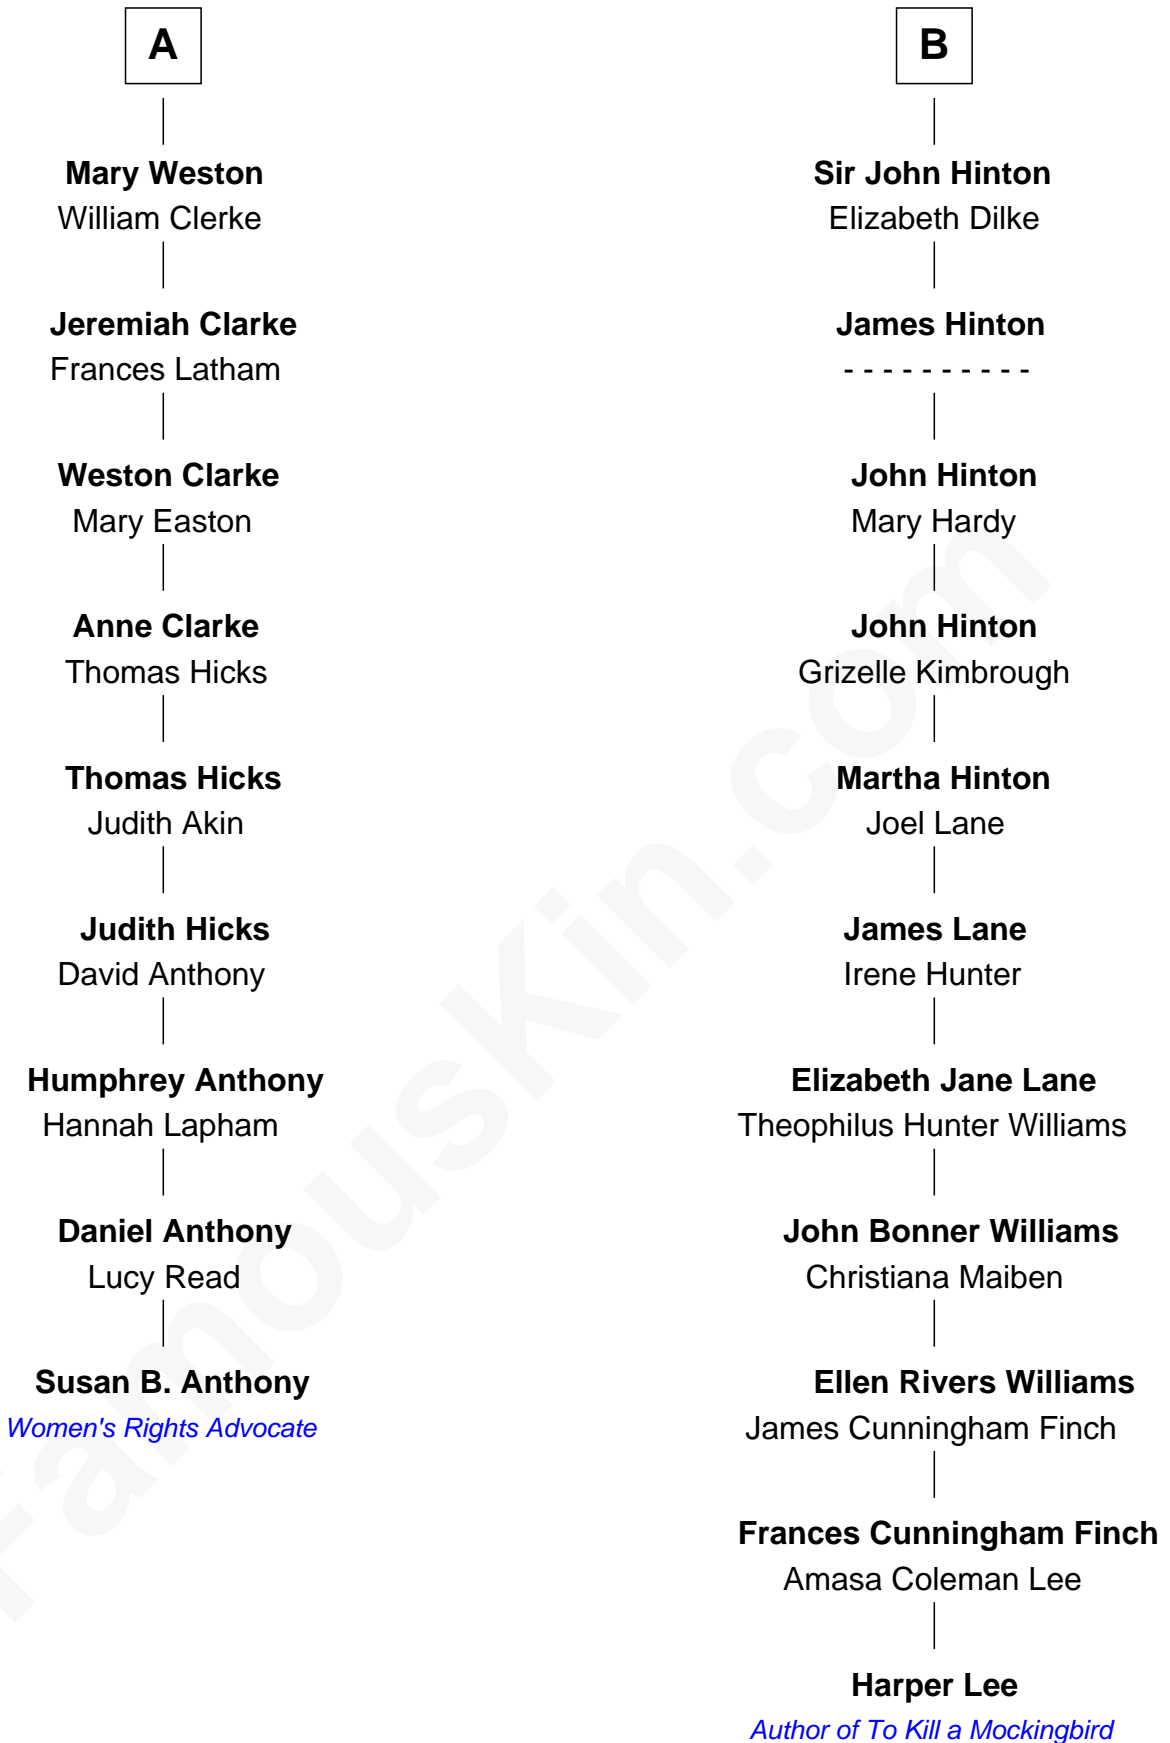 A
Mary Weston
William Clerke
Jeremiah Clarke
Frances Latham
Weston Clarke
Mary Easton
Anne Clarke
Thomas Hicks
Thomas Hicks
Judith Akin
Judith Hicks
David Anthony
Humphrey Anthony
Hannah Lapham
Daniel Anthony
Lucy Read
Susan B. Anthony
Women's Rights Advocate
B
Sir John Hinton
Elizabeth Dilke
James Hinton
- - - - - - - - - -
John Hinton
Mary Hardy
John Hinton
Grizelle Kimbrough
Martha Hinton
Joel Lane
James Lane
Irene Hunter
Elizabeth Jane Lane
Theophilus Hunter Williams
John Bonner Williams
Christiana Maiben
Ellen Rivers Williams
James Cunningham Finch
Frances Cunningham Finch
Amasa Coleman Lee
Harper Lee
Author of To Kill a Mockingbird
FamousKin.com